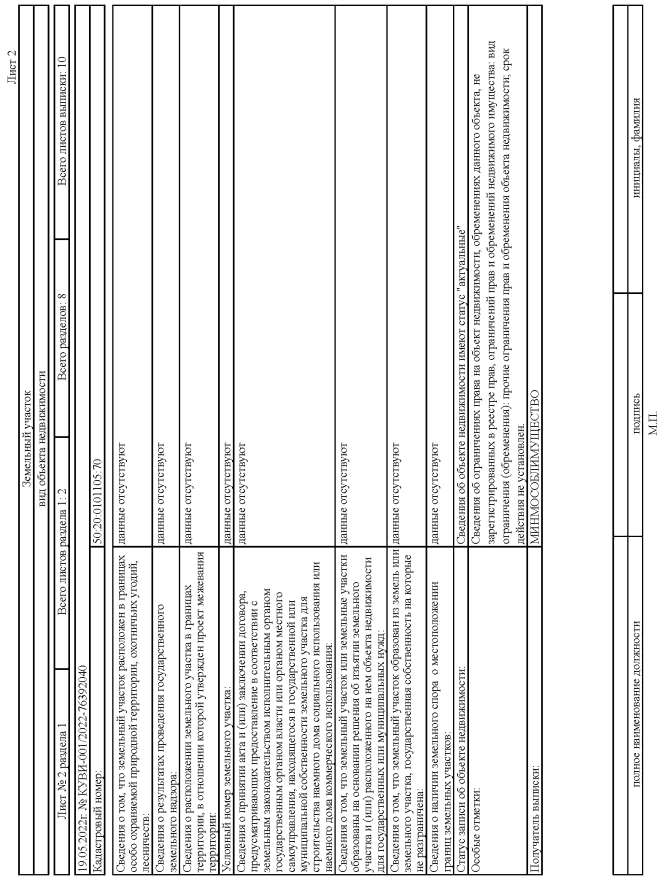 Лист 2
Земельный участок
вид объекта недвижимости
Лист № 2 раздела 1
Всего листов раздела 1: 2
Всего разделов: 8
Всего листов выписки: 10
19.05.2022г. № КУВИ-001/2022-76392040
Кадастровый номер:
50:20:0101105:70
Сведения о том, что земельный участок расположен в границах
особо охраняемой природной территории, охотничьих угодий,
лесничеств:
данные отсутствуют
Сведения о результатах проведения государственного
земельного надзора:
данные отсутствуют
Сведения о расположении земельного участка в границах
территории, в отношении которой утвержден проект межевания
территории:
данные отсутствуют
Условный номер земельного участка:
данные отсутствуют
Сведения о принятии акта и (или) заключении договора,
предусматривающих предоставление в соответствии с
земельным законодательством исполнительным органом
государственным органом власти или органом местного
самоуправления, находящегося в государственной или
муниципальной собственности земельного участка для
строительства наемного дома социального использования или
наемного дома коммерческого использования:
данные отсутствуют
Сведения о том, что земельный участок или земельные участки
образованы на основании решения об изъятии земельного
участка и (или) расположенного на нем объекта недвижимости
для государственных или муниципальных нужд:
данные отсутствуют
Сведения о том, что земельный участок образован из земель или
земельного участка, государственная собственность на которые
не разграничена:
данные отсутствуют
Сведения о наличии земельного спора о местоположении
границ земельных участков:
данные отсутствуют
Статус записи об объекте недвижимости:
Сведения об объекте недвижимости имеют статус "актуальные"
Особые отметки:
Сведения об ограничениях права на объект недвижимости, обременениях данного объекта, не
зарегистрированных в реестре прав, ограничений прав и обременений недвижимого имущества: вид
ограничения (обременения): прочие ограничения прав и обременения объекта недвижимости; срок
действия не установлен.
Получатель выписки:
МИНМОСОБЛИМУЩЕСТВО
полное наименование должности
подпись
инициалы, фамилия
М.П.